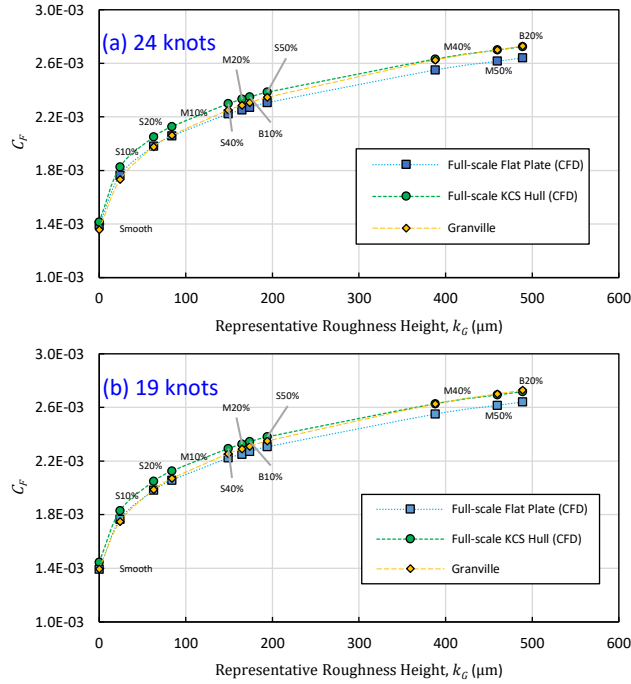 (a) 24 knots
3.0E-03
2.6E-03
2.2E-03
1.8E-03
1.4E-03
1.0E-03
C_F
Smooth
S10%
S20%
M10%
S40%
M20%
B10%
S50%
M40%
M50%
B20%
Full-scale Flat Plate (CFD)
Full-scale KCS Hull (CFD)
Granville
0 100 200 300 400 500 600
Representative Roughness Height, k_G (μm)
(b) 19 knots
3.0E-03
2.6E-03
2.2E-03
1.8E-03
1.4E-03
1.0E-03
C_F
Smooth
S10%
S20%
M10%
S40%
M20%
B10%
S50%
M40%
M50%
B20%
Full-scale Flat Plate (CFD)
Full-scale KCS Hull (CFD)
Granville
0 100 200 300 400 500 600
Representative Roughness Height, k_G (μm)